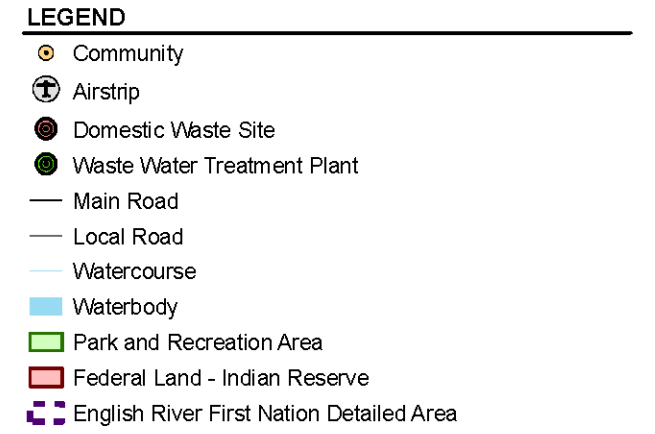 LEGEND
Community
Airstrip
Domestic Waste Site
Waste Water Treatment Plant
Main Road
Local Road
Watercourse
Waterbody
Park and Recreation Area
Federal Land - Indian Reserve
English River First Nation Detailed Area